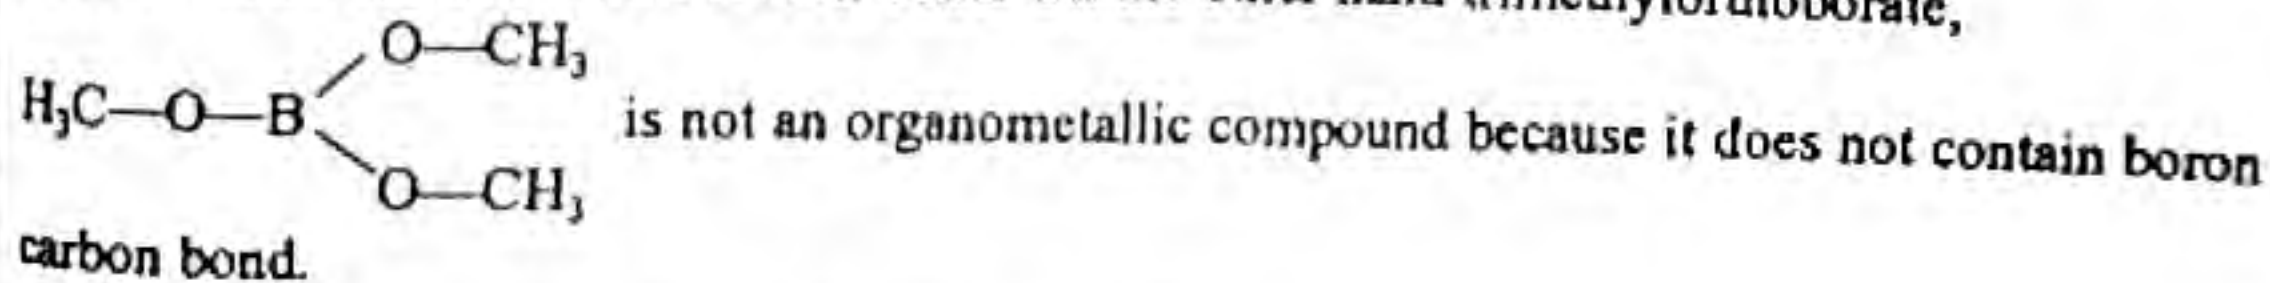 O—CH₃
H₃C—O—B
is not an organometallic compound because it does not contain boron
O—CH₃
carbon bond.